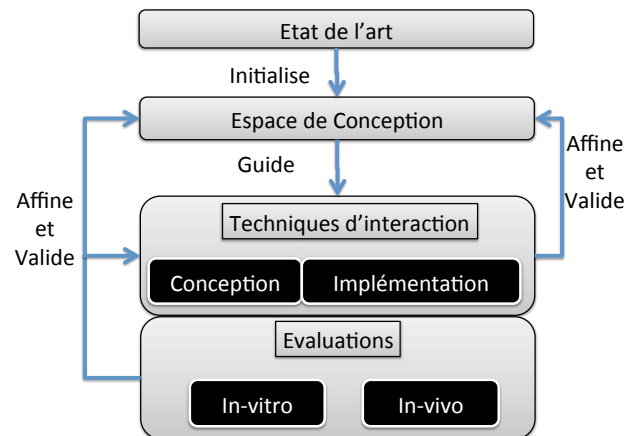 Etat de l'art
Initialise
Espace de Conception
Guide
Affine
et
Valide
Affine
et
Valide
Techniques d'interaction
Conception
Implémentation
Evaluations
In-vitro
In-vivo